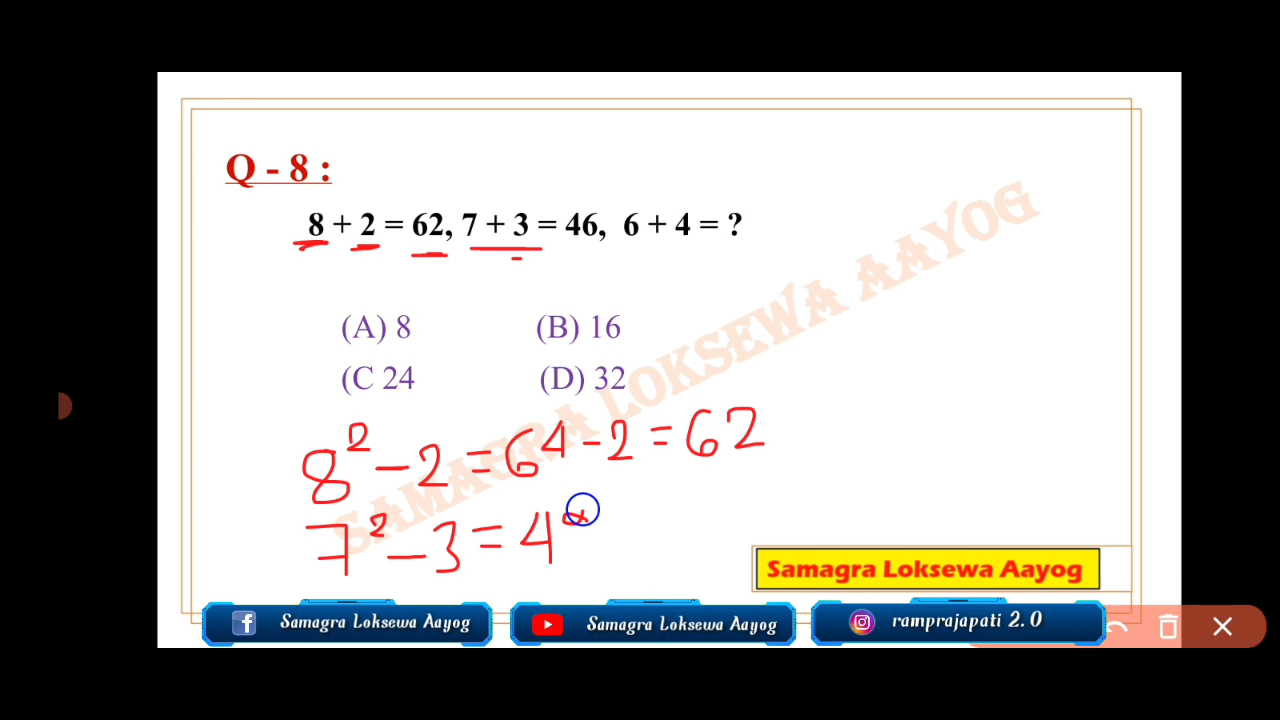 Q - 8 :
8 + 2 = 62, 7 + 3 = 46, 6 + 4 = ?
(A) 8 (B) 16
(C 24 (D) 32
8² - 2 = 64 - 2 = 62
7² - 3 = 4
SAMAGRA LOKSEWA AAYOG
Samagra Loksewa Aayog
Samagra Loksewa Aayog Samagra Loksewa Aayog ramprajapati 2.0